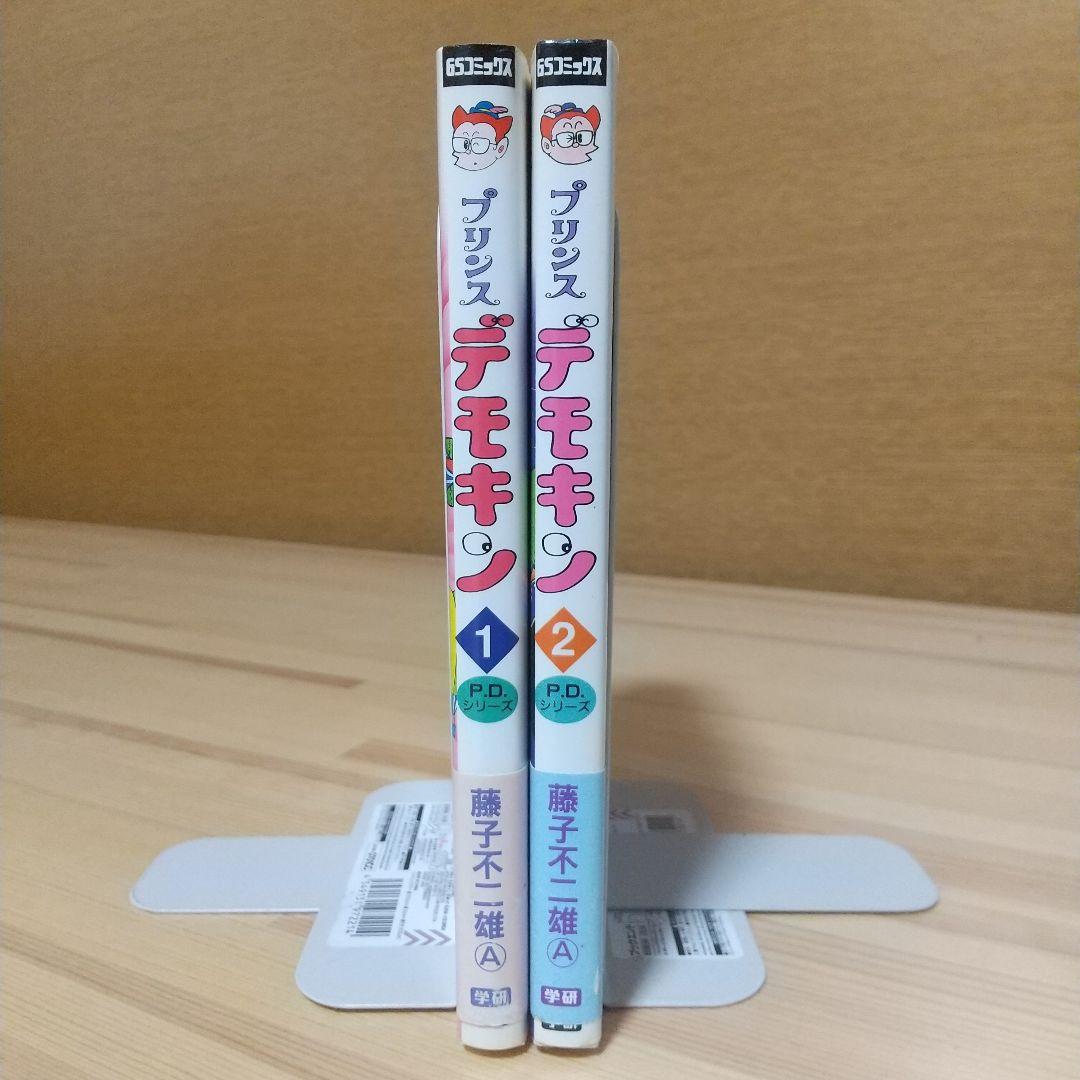 GSコミックス
プリンス
デモキン
1
P.D.
シリーズ
藤子不二雄Ⓐ
学研
GSコミックス
プリンス
デモキン
2
P.D.
シリーズ
藤子不二雄Ⓐ
学研